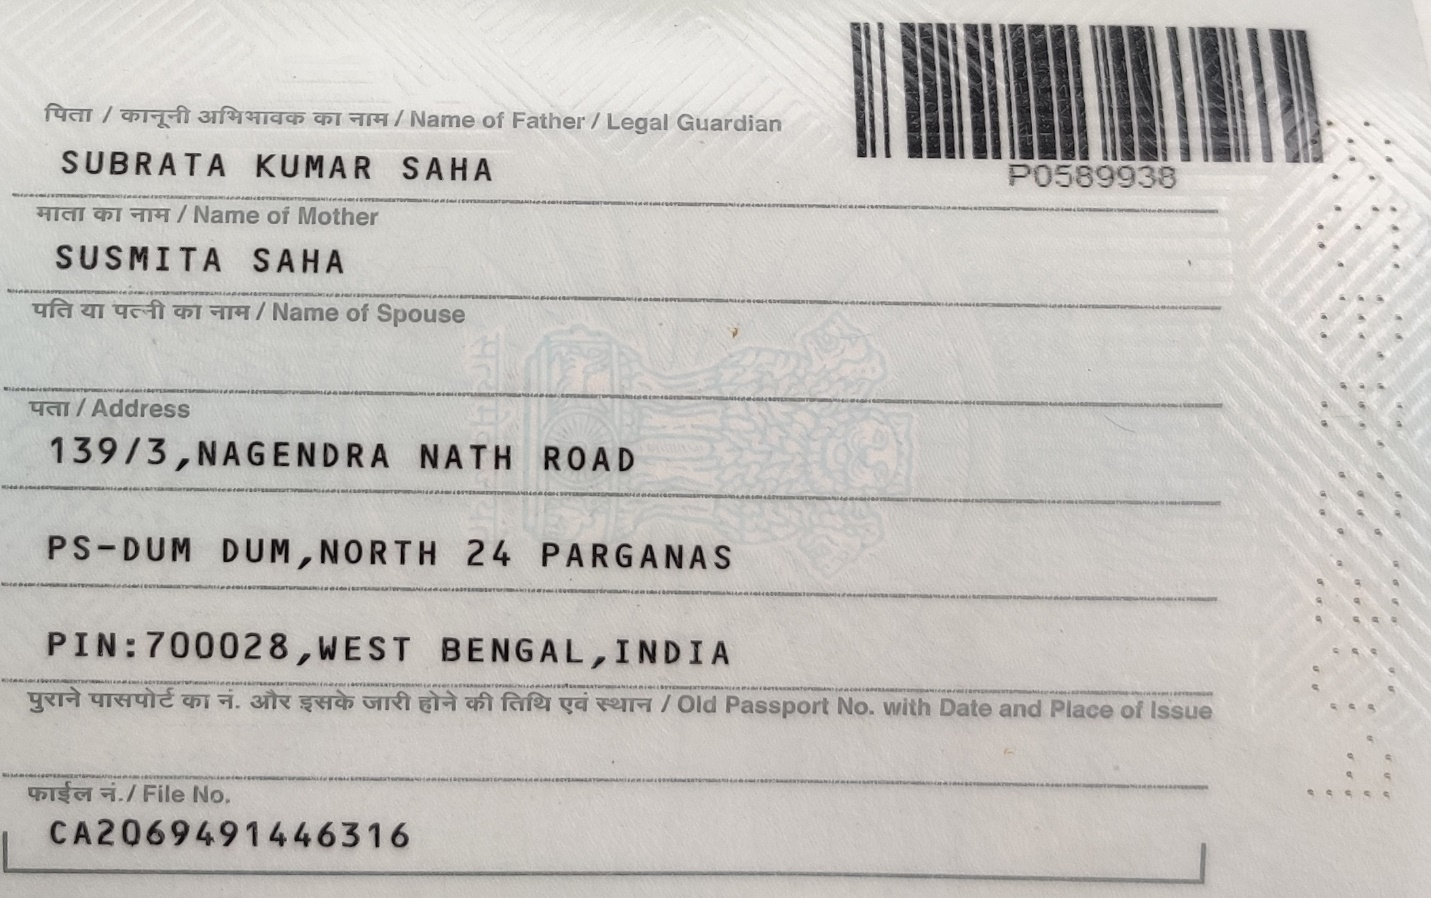 पिता / कानूनी अभिभावक का नाम / Name of Father / Legal Guardian
SUBRATA KUMAR SAHA
P0589938
माता का नाम / Name of Mother
SUSMITA SAHA
पति या पत्नी का नाम / Name of Spouse
पता / Address
139/3,NAGENDRA NATH ROAD
PS-DUM DUM,NORTH 24 PARGANAS
PIN:700028,WEST BENGAL,INDIA
पुराने पासपोर्ट का नं. और इसके जारी होने की तिथि एवं स्थान / Old Passport No. with Date and Place of Issue
फाईल नं./ File No.
CA2069491446316